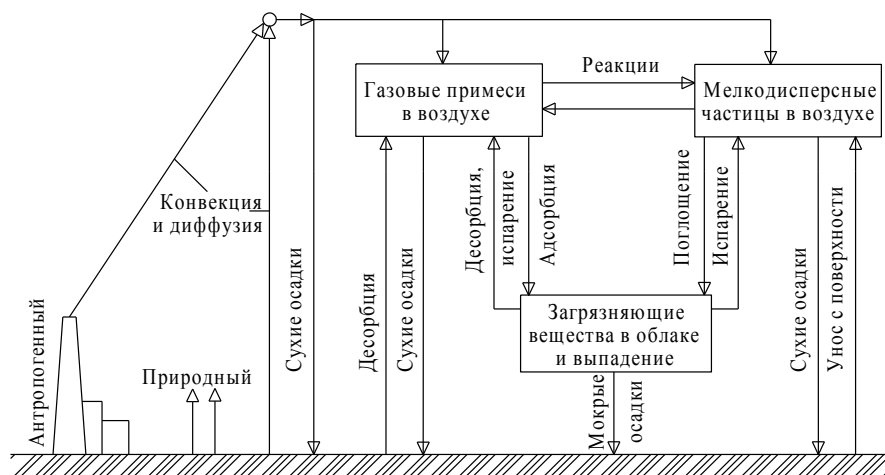 Реакции
Газовые примеси
в воздухе
Мелкодисперсные
частицы в воздухе
Конвекция
и диффузия
Антропогенный
Природный
Сухие осадки
Десорбция
Сухие осадки
Десорбция,
испарение
Адсорбция
Поглощение
Испарение
Сухие осадки
Унос с поверхности
Загрязняющие
вещества в облаке
и выпадение
Мокрые
осадки